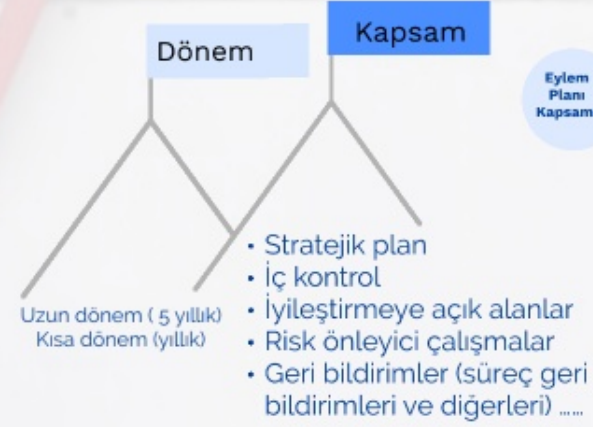 Dönem
Kapsam
Eylem
Planı
Kapsam
Uzun dönem ( 5 yıllık)
Kısa dönem (yıllık)
• Stratejik plan
• İç kontrol
• İyileştirmeye açık alanlar
• Risk önleyici çalışmalar
• Geri bildirimler (süreç geri
bildirimleri ve diğerleri) ......